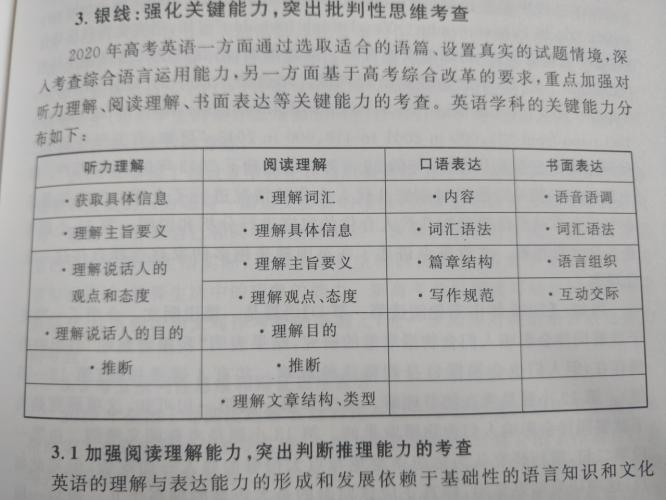 3. 银线:强化关键能力,突出批判性思维考查
2020 年高考英语一方面通过选取适合的语篇、设置真实的试题情境,深
入考查综合语言运用能力,另一方面基于高考综合改革的要求,重点加强对
听力理解、阅读理解、书面表达等关键能力的考查。英语学科的关键能力分
布如下:
听力理解 阅读理解 口语表达 书面表达
·获取具体信息 ·理解词汇 ·内容 ·语音语调
·理解主旨要义 ·理解具体信息 ·词汇语法 ·词汇语法
·理解说话人的观点和态度 ·理解主旨要义 ·篇章结构 ·语言组织
·理解观点、态度 ·写作规范 ·互动交际
·理解说话人的目的 ·理解目的
·推断 ·推断
·理解文章结构、类型
3.1 加强阅读理解能力,突出判断推理能力的考查
英语的理解与表达能力的形成和发展依赖于基础性的语言知识和文化